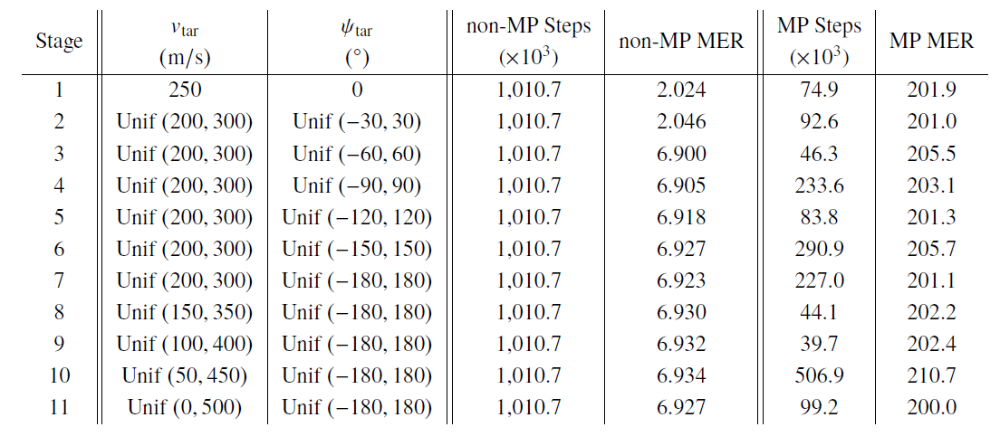 Stage v_tar (m/s) ψ_tar (°) non-MP Steps (×10³) non-MP MER MP Steps (×10³) MP MER
1 250 0 1,010.7 2.024 74.9 201.9
2 Unif (200, 300) Unif (−30, 30) 1,010.7 2.046 92.6 201.0
3 Unif (200, 300) Unif (−60, 60) 1,010.7 6.900 46.3 205.5
4 Unif (200, 300) Unif (−90, 90) 1,010.7 6.905 233.6 203.1
5 Unif (200, 300) Unif (−120, 120) 1,010.7 6.918 83.8 201.3
6 Unif (200, 300) Unif (−150, 150) 1,010.7 6.927 290.9 205.7
7 Unif (200, 300) Unif (−180, 180) 1,010.7 6.923 227.0 201.1
8 Unif (150, 350) Unif (−180, 180) 1,010.7 6.930 44.1 202.2
9 Unif (100, 400) Unif (−180, 180) 1,010.7 6.932 39.7 202.4
10 Unif (50, 450) Unif (−180, 180) 1,010.7 6.934 506.9 210.7
11 Unif (0, 500) Unif (−180, 180) 1,010.7 6.927 99.2 200.0